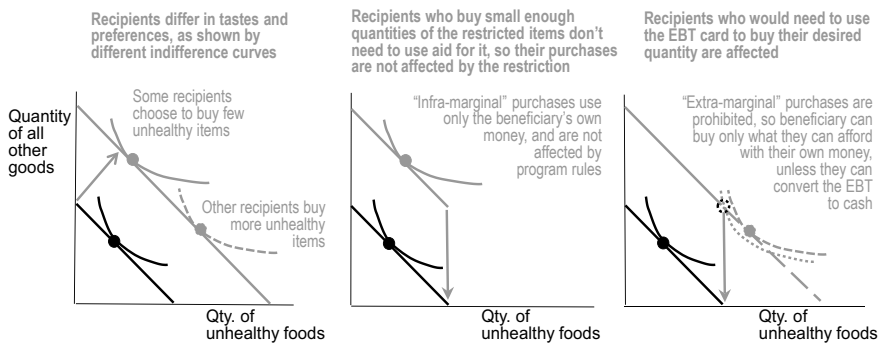 Recipients differ in tastes and
preferences, as shown by
different indifference curves
Quantity
of all
other
goods
Some recipients
choose to buy few
unhealthy items
Other recipients buy
more unhealthy
items
Qty. of
unhealthy foods
Recipients who buy small enough
quantities of the restricted items don’t
need to use aid for it, so their purchases
are not affected by the restriction
“Infra-marginal” purchases use
only the beneficiary’s own
money, and are not
affected by
program rules
Qty. of
unhealthy foods
Recipients who would need to use
the EBT card to buy their desired
quantity are affected
“Extra-marginal” purchases are
prohibited, so beneficiary can
buy only what they can afford
with their own money,
unless they can
convert the EBT
to cash
Qty. of
unhealthy foods